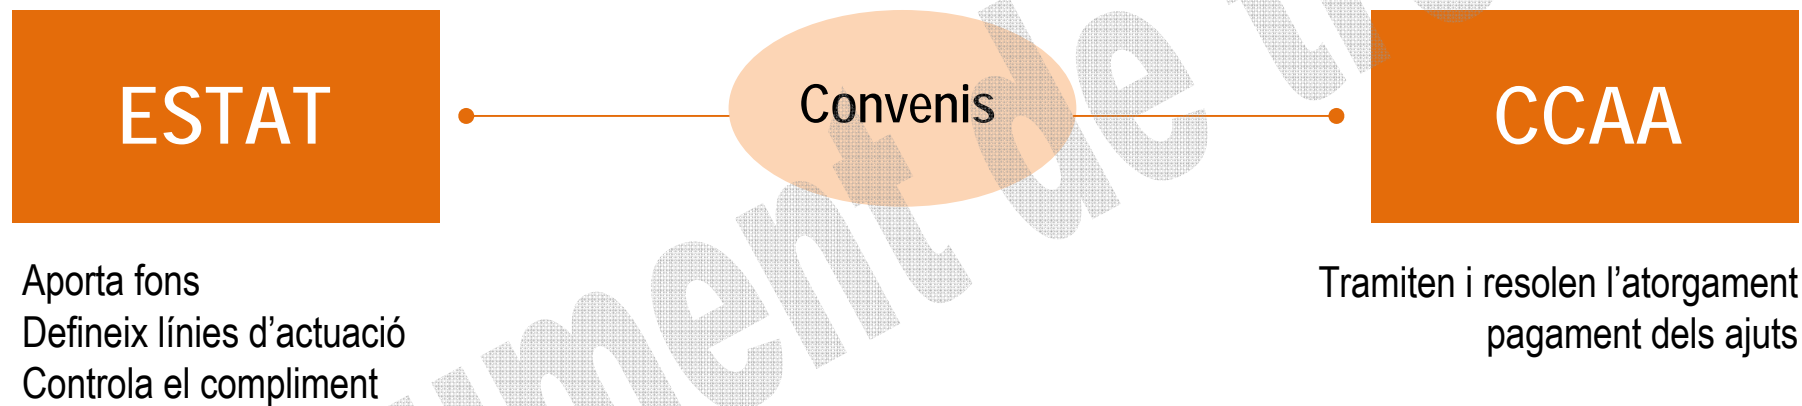 ESTAT
Convenis
CCAA
Aporta fons
Defineix línies d'actuació
Controla el compliment
Tramiten i resolen l'atorgament
pagament dels ajuts